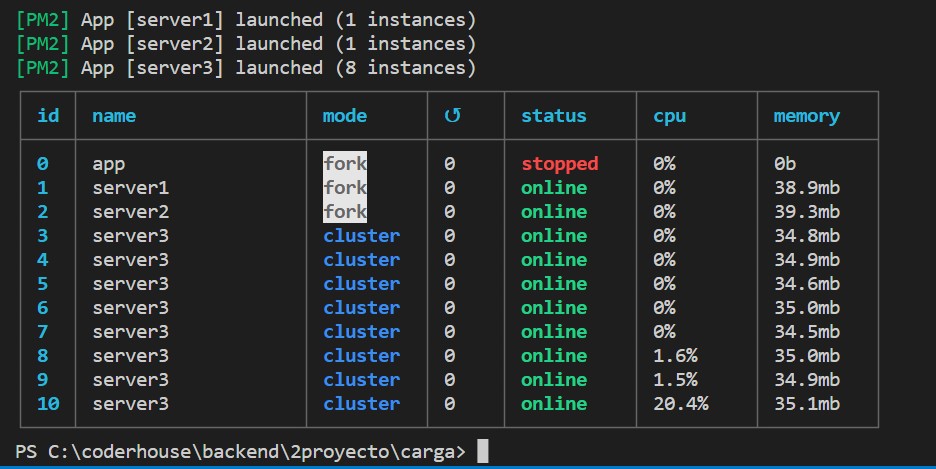 [PM2] App [server1] launched (1 instances)
[PM2] App [server2] launched (1 instances)
[PM2] App [server3] launched (8 instances)
id name mode ↺ status cpu memory
0 app fork 0 stopped 0% 0b
1 server1 fork 0 online 0% 38.9mb
2 server2 fork 0 online 0% 39.3mb
3 server3 cluster 0 online 0% 34.8mb
4 server3 cluster 0 online 0% 34.9mb
5 server3 cluster 0 online 0% 34.6mb
6 server3 cluster 0 online 0% 35.0mb
7 server3 cluster 0 online 0% 34.5mb
8 server3 cluster 0 online 1.6% 35.0mb
9 server3 cluster 0 online 1.5% 34.9mb
10 server3 cluster 0 online 20.4% 35.1mb
PS C:\coderhouse\backend\2proyecto\carga>